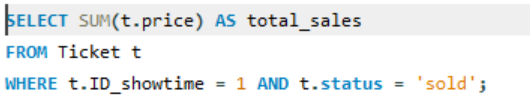 SELECT SUM(t.price) AS total_sales
FROM Ticket t
WHERE t.ID_showtime = 1 AND t.status = 'sold';